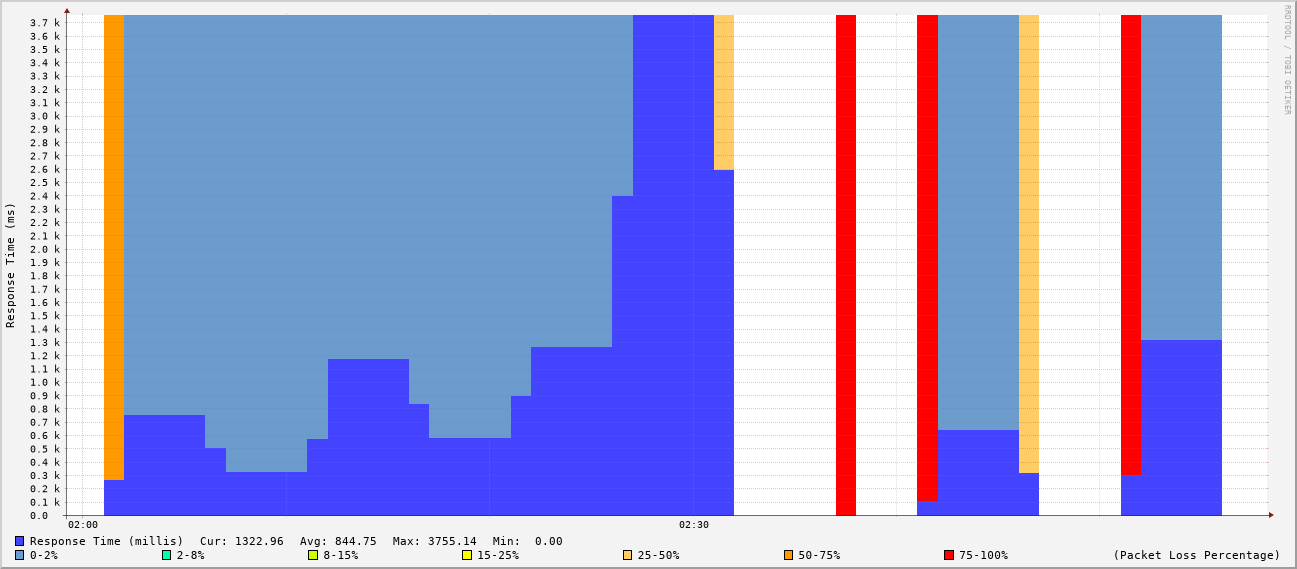 3.7 k
3.6 k
3.5 k
3.4 k
3.3 k
3.2 k
3.1 k
3.0 k
2.9 k
2.8 k
2.7 k
2.6 k
2.5 k
2.4 k
2.3 k
2.2 k
2.1 k
2.0 k
1.9 k
1.8 k
1.7 k
1.6 k
1.5 k
1.4 k
1.3 k
1.2 k
1.1 k
1.0 k
0.9 k
0.8 k
0.7 k
0.6 k
0.5 k
0.4 k
0.3 k
0.2 k
0.1 k
0.0
Response Time (ms)
RRDTOOL / TOBI OETIKER
02:00 02:30
Response Time (millis) Cur: 1322.96 Avg: 844.75 Max: 3755.14 Min: 0.00
0-2% 2-8% 8-15% 15-25% 25-50% 50-75% 75-100% (Packet Loss Percentage)